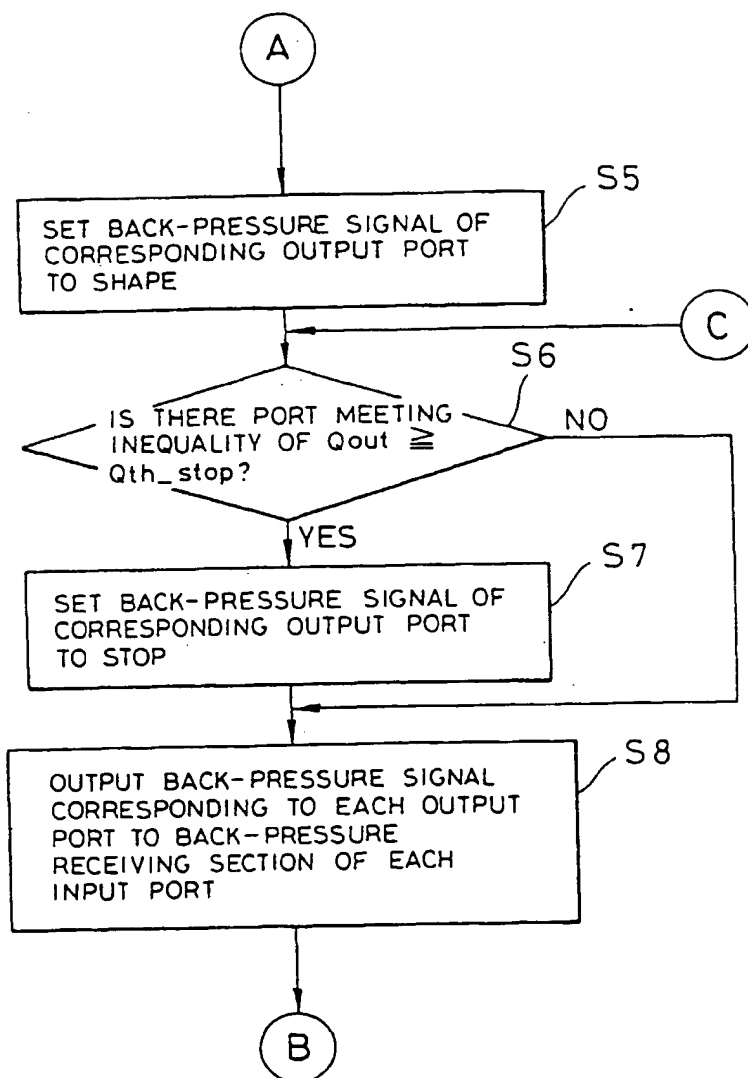 A
S5
SET BACK-PRESSURE SIGNAL OF
CORRESPONDING OUTPUT PORT
TO SHAPE
C
S6
IS THERE PORT MEETING
INEQUALITY OF Qout ≧
Qth_stop?
NO
YES
S7
SET BACK-PRESSURE SIGNAL OF
CORRESPONDING OUTPUT PORT
TO STOP
S8
OUTPUT BACK-PRESSURE SIGNAL
CORRESPONDING TO EACH OUTPUT
PORT TO BACK-PRESSURE
RECEIVING SECTION OF EACH
INPUT PORT
B